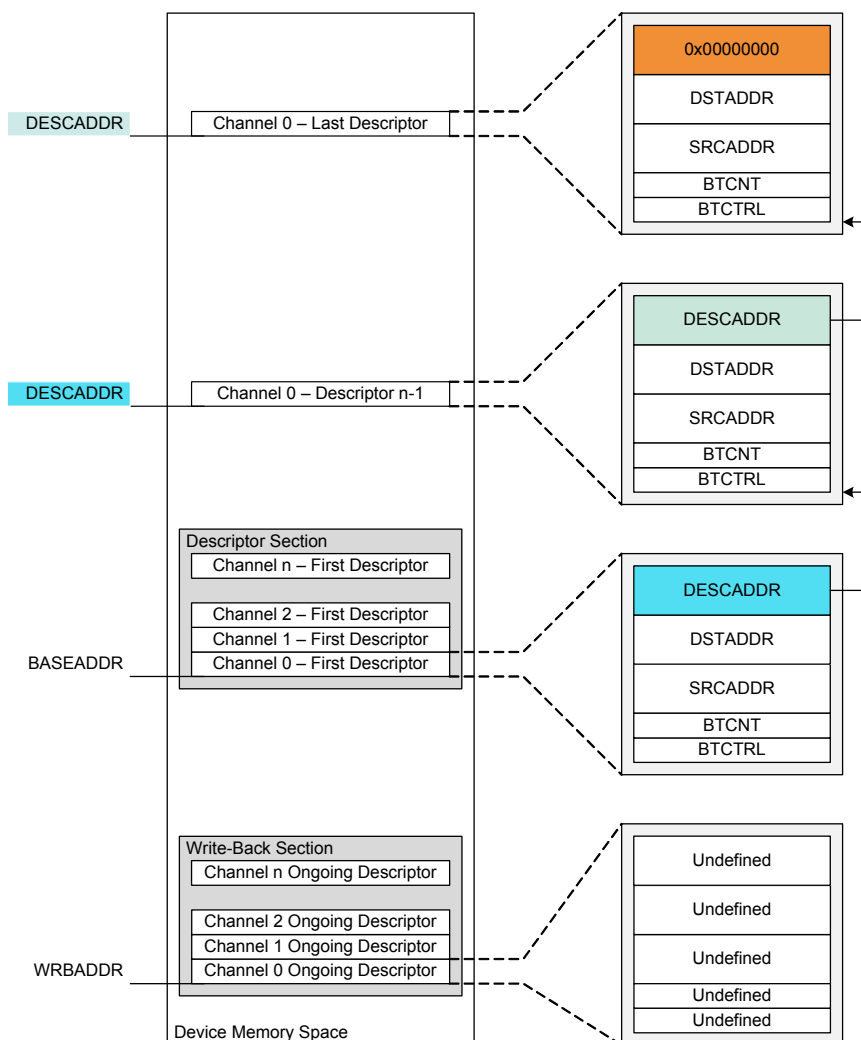 0x00000000
DESCADDR
Channel 0 – Last Descriptor
DSTADDR
SRCADDR
BTCNT
BTCTRL
DESCADDR
DESCADDR
Channel 0 – Descriptor n-1
DSTADDR
SRCADDR
BTCNT
BTCTRL
Descriptor Section
Channel n – First Descriptor
Channel 2 – First Descriptor
Channel 1 – First Descriptor
Channel 0 – First Descriptor
BASEADDR
DESCADDR
DSTADDR
SRCADDR
BTCNT
BTCTRL
Write-Back Section
Channel n Ongoing Descriptor
Channel 2 Ongoing Descriptor
Channel 1 Ongoing Descriptor
Channel 0 Ongoing Descriptor
WRBADDR
Undefined
Undefined
Undefined
Undefined
Undefined
Device Memory Space